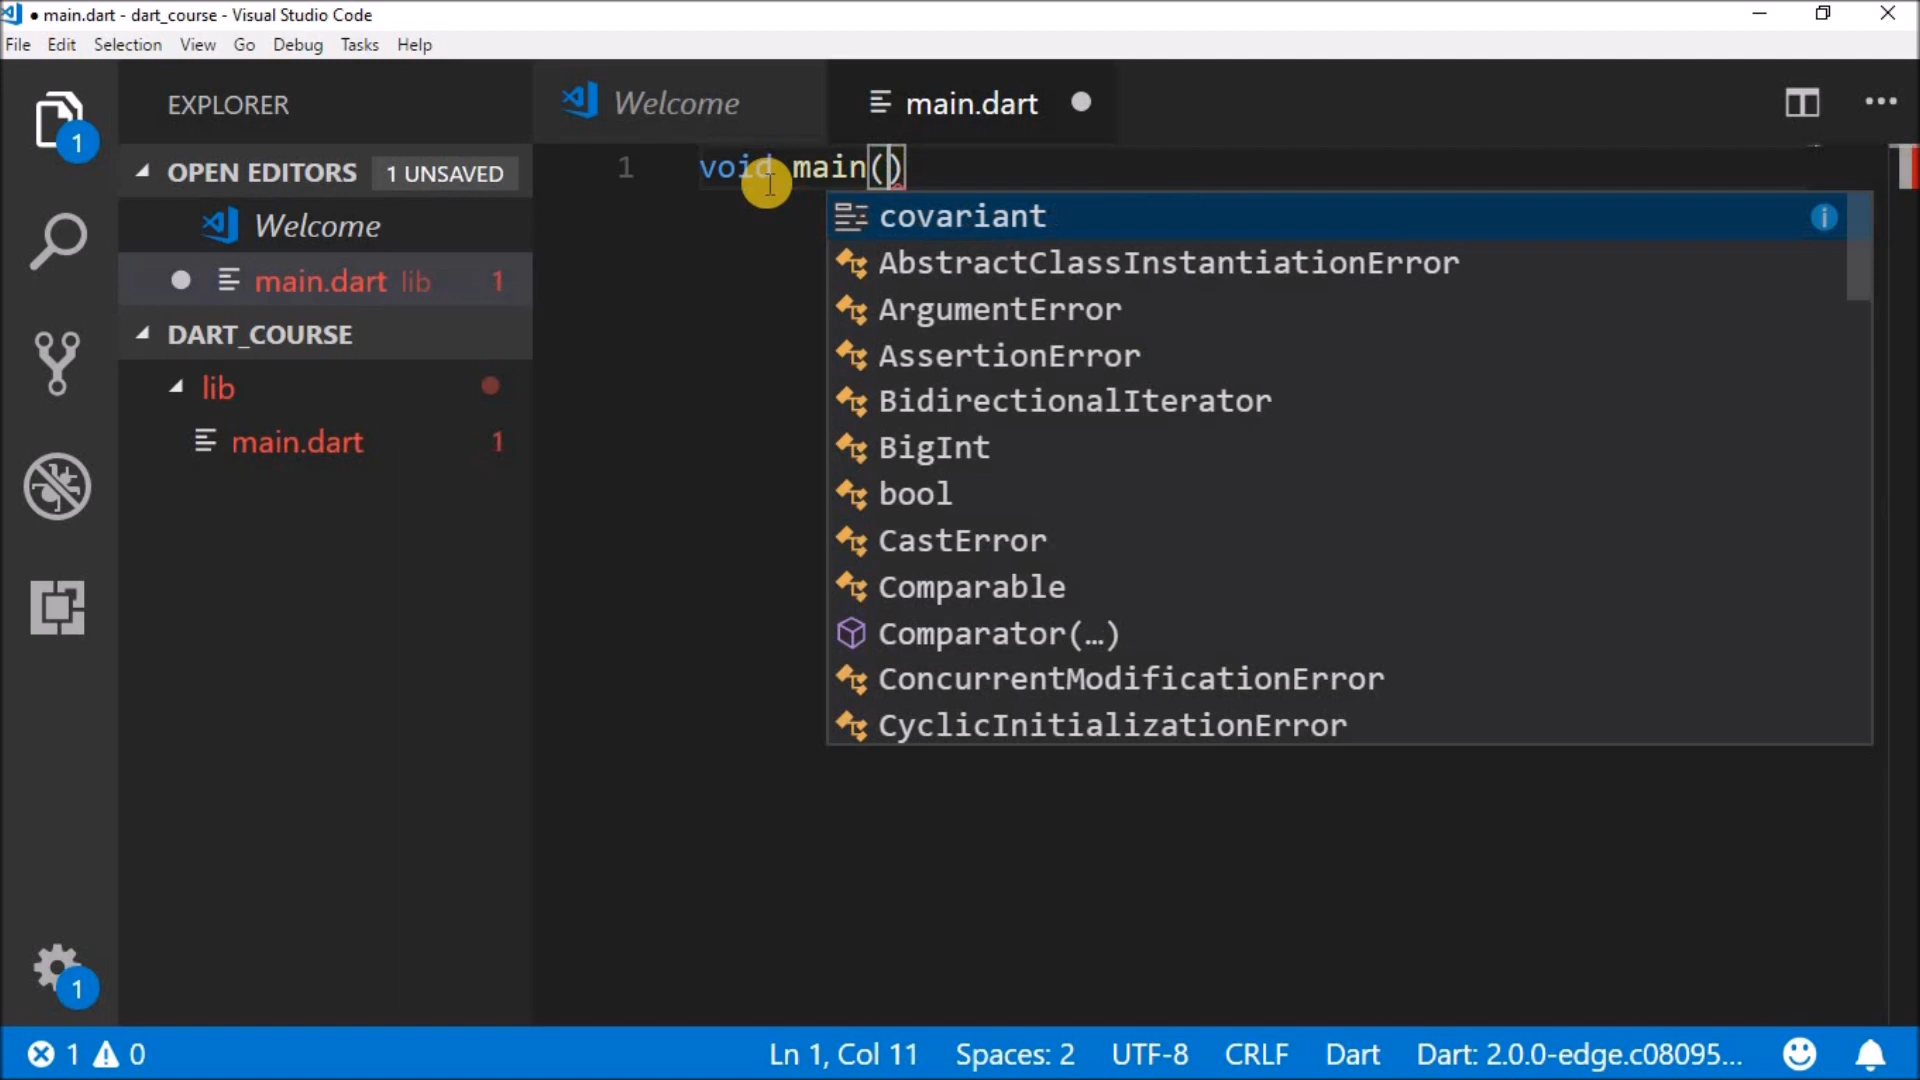 main.dart - dart_course - Visual Studio Code
File Edit Selection View Go Debug Tasks Help
EXPLORER
Welcome
main.dart
OPEN EDITORS 1 UNSAVED
Welcome
main.dart lib 1
DART_COURSE
lib
main.dart 1
1 void main()
covariant
AbstractClassInstantiationError
ArgumentError
AssertionError
BidirectionalIterator
BigInt
bool
CastError
Comparable
Comparator(…)
ConcurrentModificationError
CyclicInitializationError
1
1
1 0 Ln 1, Col 11 Spaces: 2 UTF-8 CRLF Dart Dart: 2.0.0-edge.c08095...